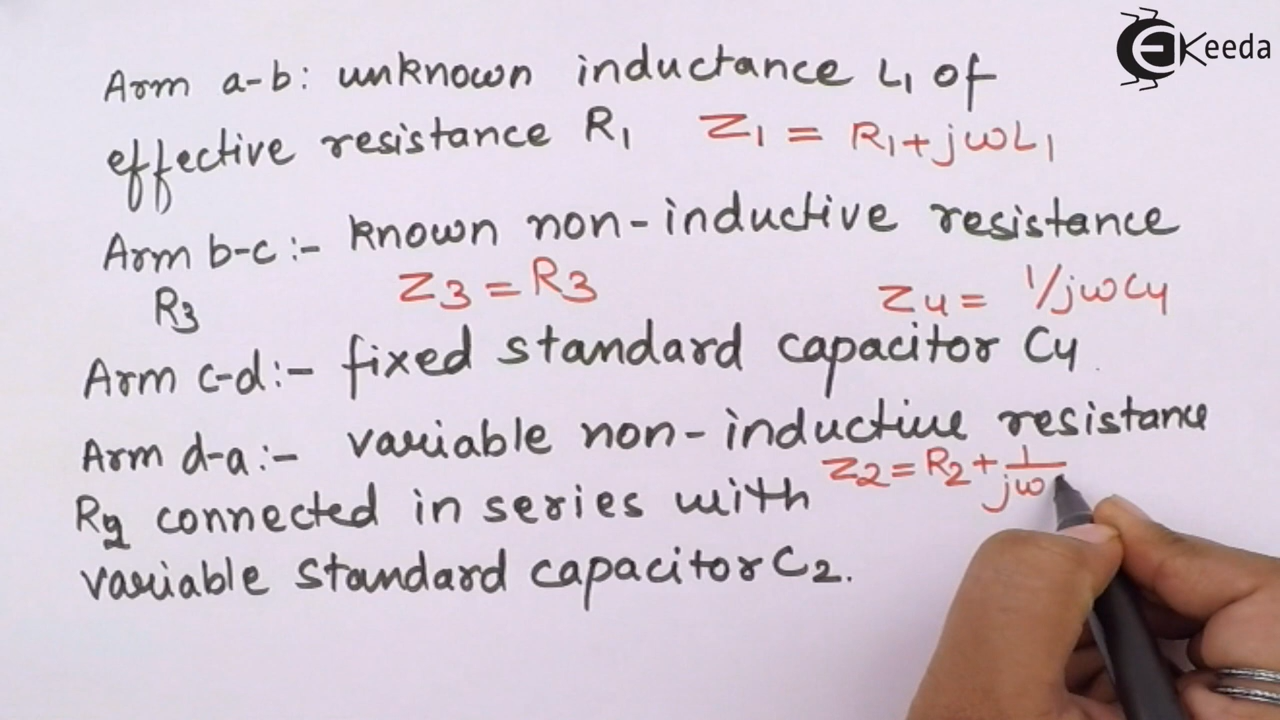 EKeeda
Arm a-b: unknown inductance L1 of
effective resistance R1 Z1 = R1+jωL1
Arm b-c:- known non-inductive resistance
R3 Z3=R3 Z4= 1/jωC4
Arm c-d:- fixed standard capacitor C4.
Arm d-a:- variable non-inductive resistance
R2 connected in series with Z2=R2+1/jω
variable standard capacitor C2.